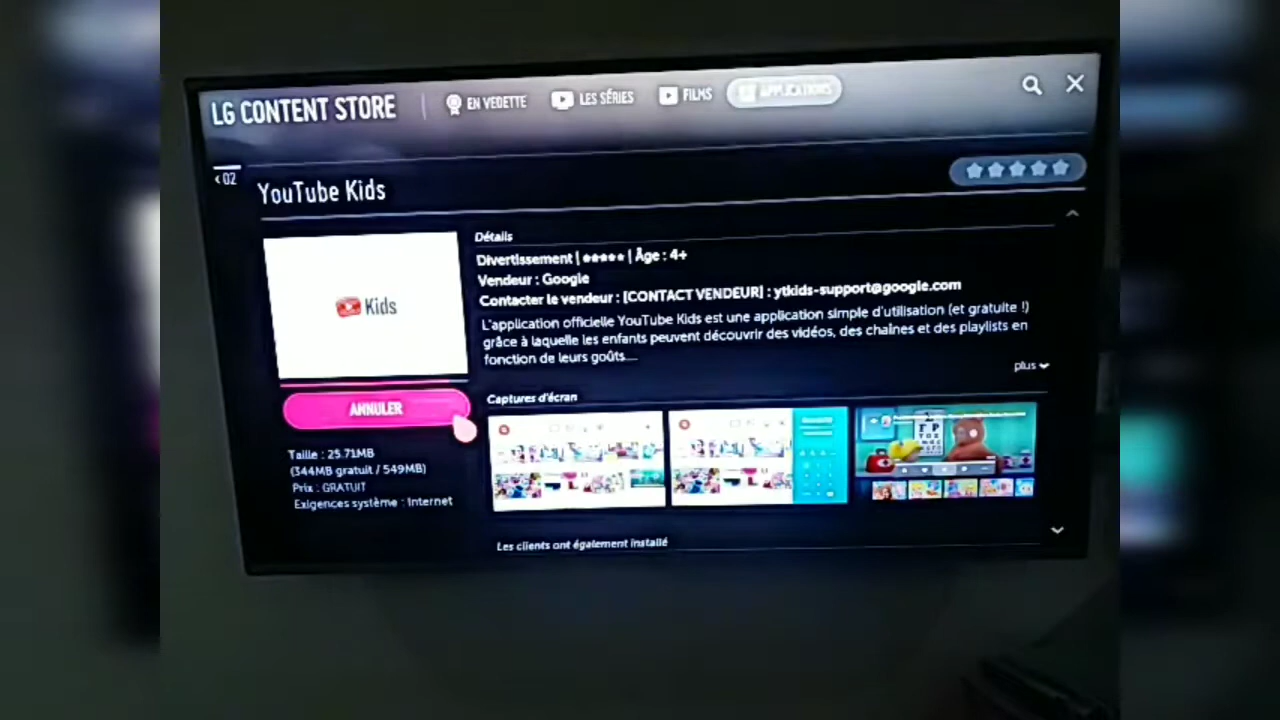 LG CONTENT STORE
EN VEDETTE
LES SÉRIES
FILMS
APPLICATIONS
02
YouTube Kids
Kids
ANNULER
Taille : 25.71MB
(344MB gratuit / 549MB)
Prix : GRATUIT
Exigences système : Internet
Détails
Divertissement | ***** | Âge : 4+
Vendeur : Google
Contacter le vendeur : [CONTACT VENDEUR] : ytkids-support@google.com
L'application officielle YouTube Kids est une application simple d'utilisation (et gratuite !)
grâce à laquelle les enfants peuvent découvrir des vidéos, des chaînes et des playlists en
fonction de leurs goûts....
plus
Captures d'écran
Les clients ont également installé